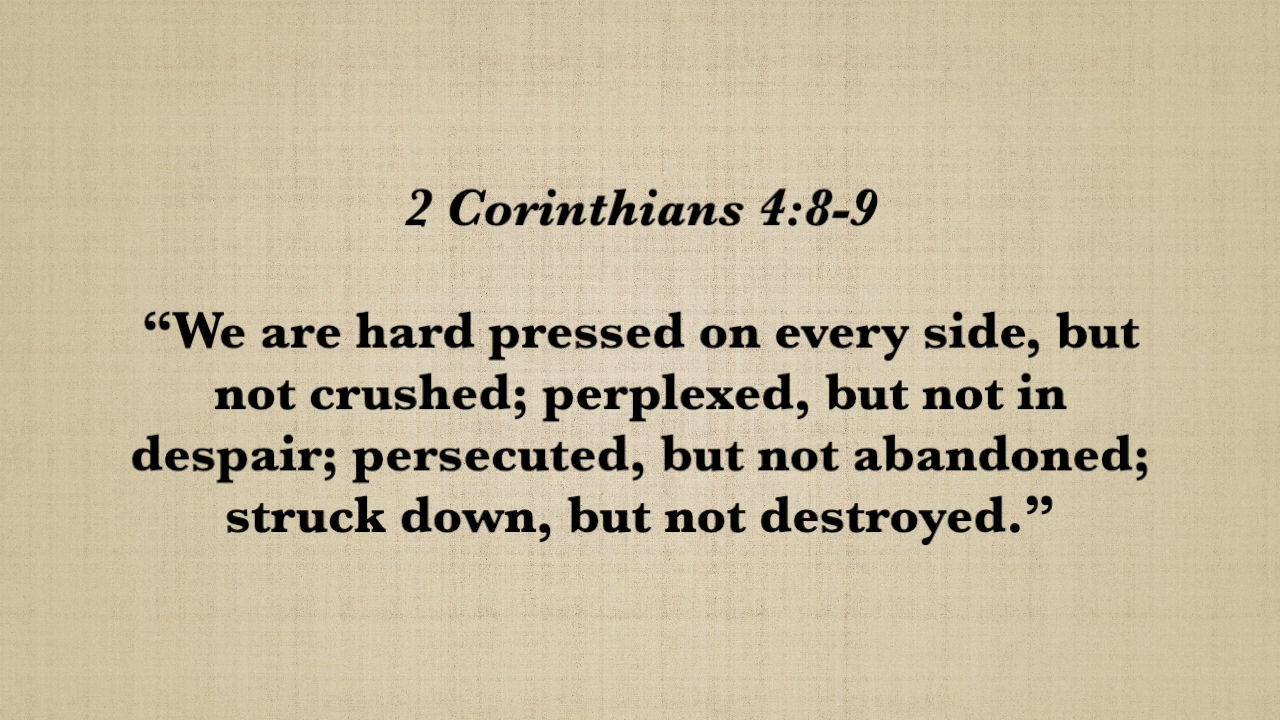 2 Corinthians 4:8-9
“We are hard pressed on every side, but
not crushed; perplexed, but not in
despair; persecuted, but not abandoned;
struck down, but not destroyed.”